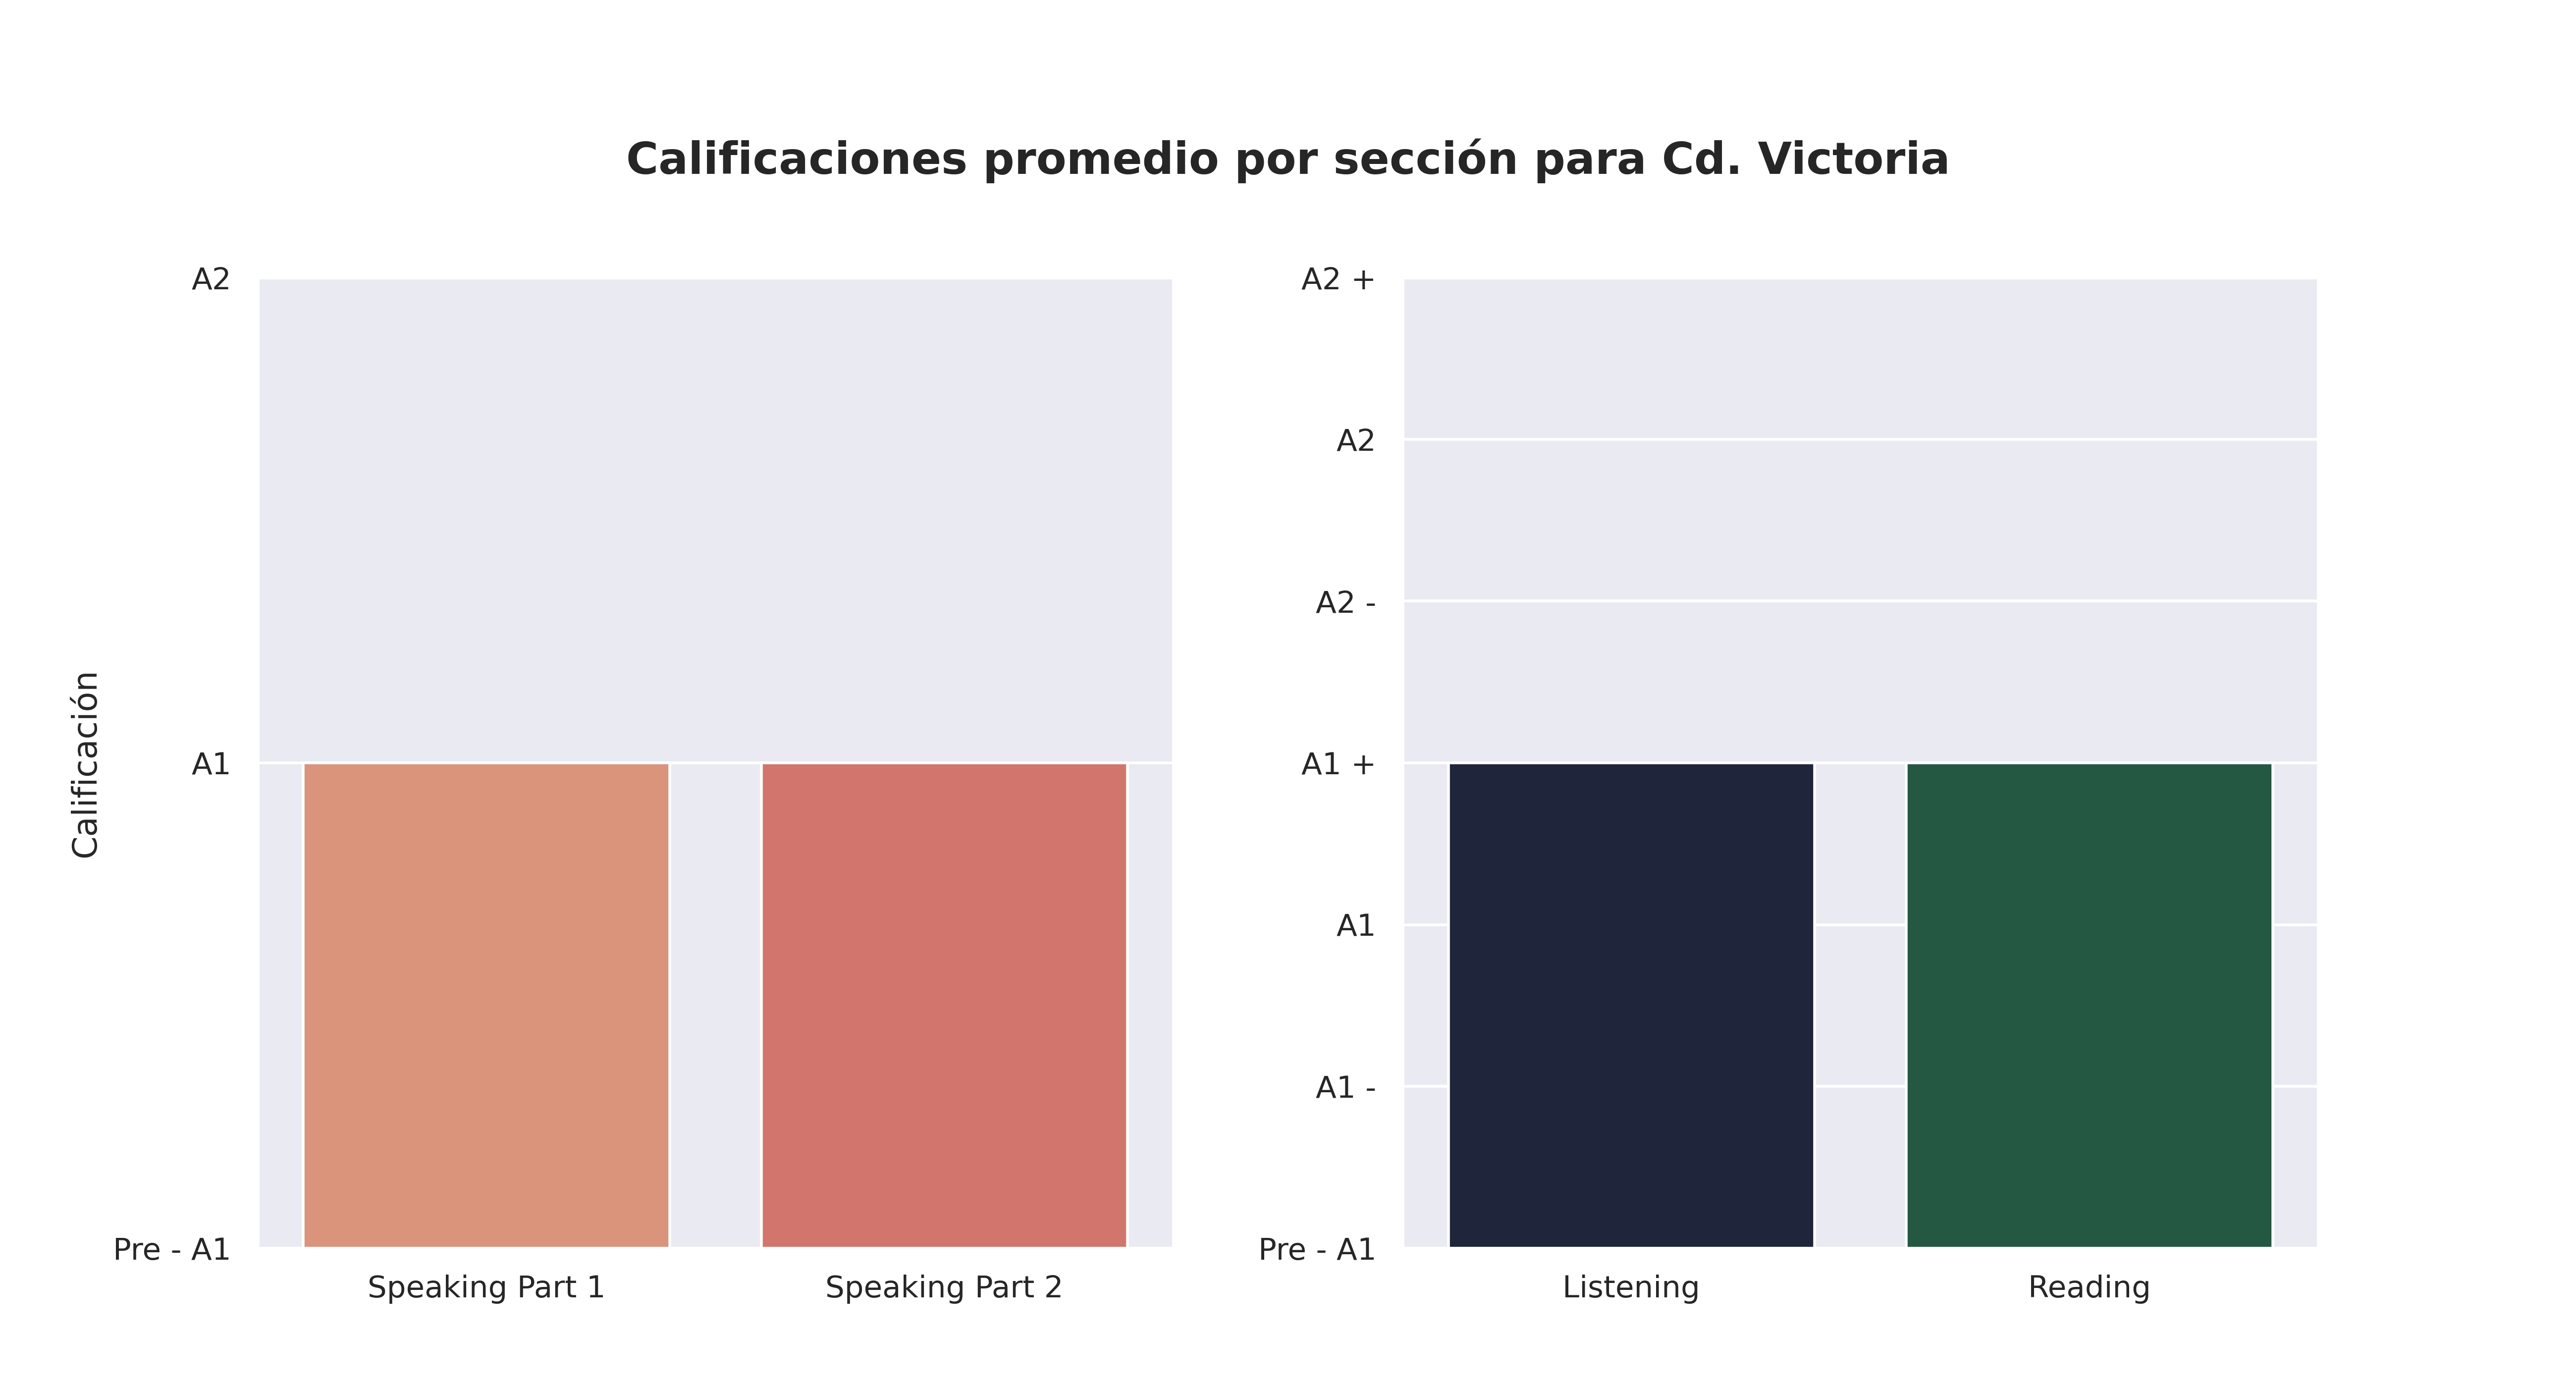 Calificaciones promedio por sección para Cd. Victoria
Calificación
A2
A1
Pre - A1
Speaking Part 1
Speaking Part 2
A2 +
A2
A2 -
A1 +
A1
A1 -
Pre - A1
Listening
Reading